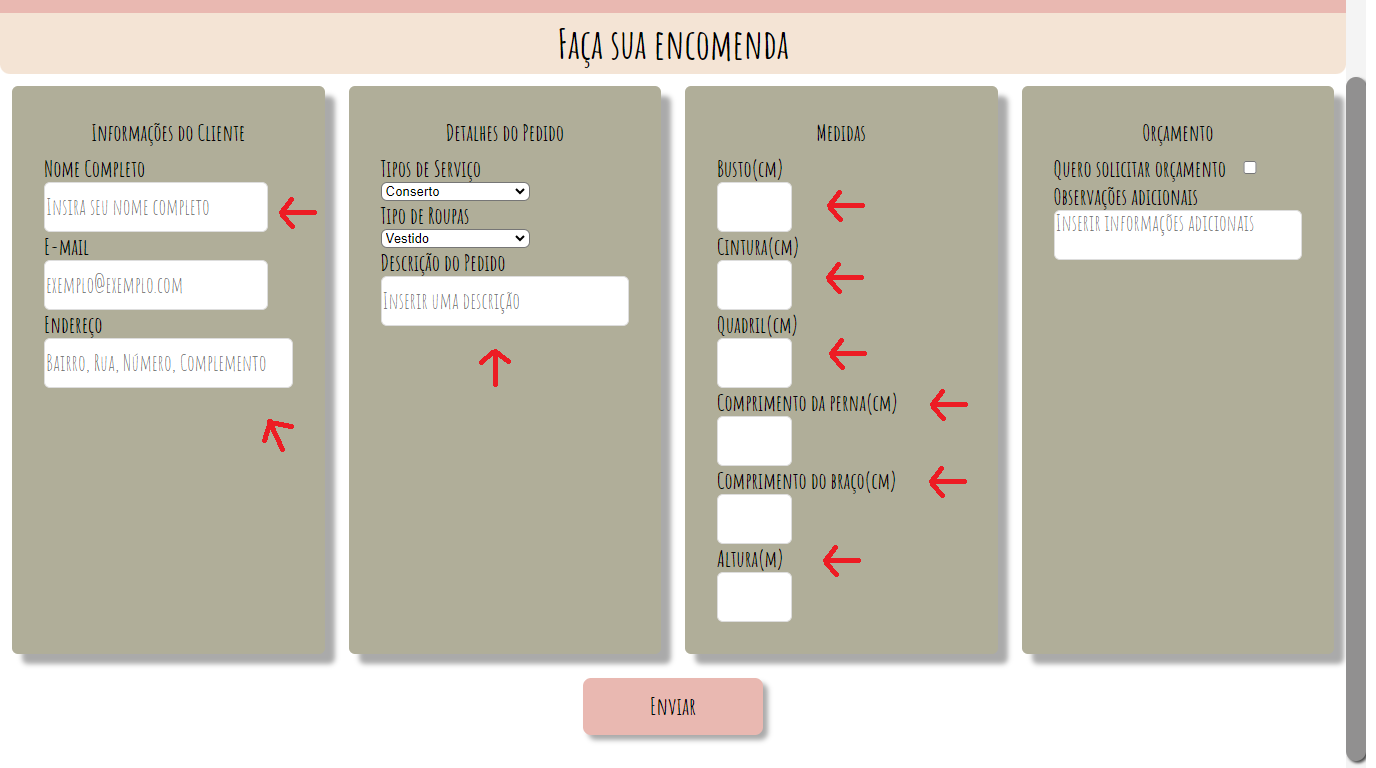 Faça sua encomenda
Informações do Cliente
Nome Completo
Insira seu nome completo
E-mail
exemplo@exemplo.com
Endereço
Bairro, Rua, Número, Complemento
Detalhes do Pedido
Tipos de Serviço
Conserto
Tipo de Roupas
Vestido
Descrição do Pedido
Inserir uma descrição
Medidas
Busto(cm)
Cintura(cm)
Quadril(cm)
Comprimento da perna(cm)
Comprimento do braço(cm)
Altura(m)
Orçamento
Quero solicitar orçamento
Observações adicionais
Inserir informações adicionais
Enviar